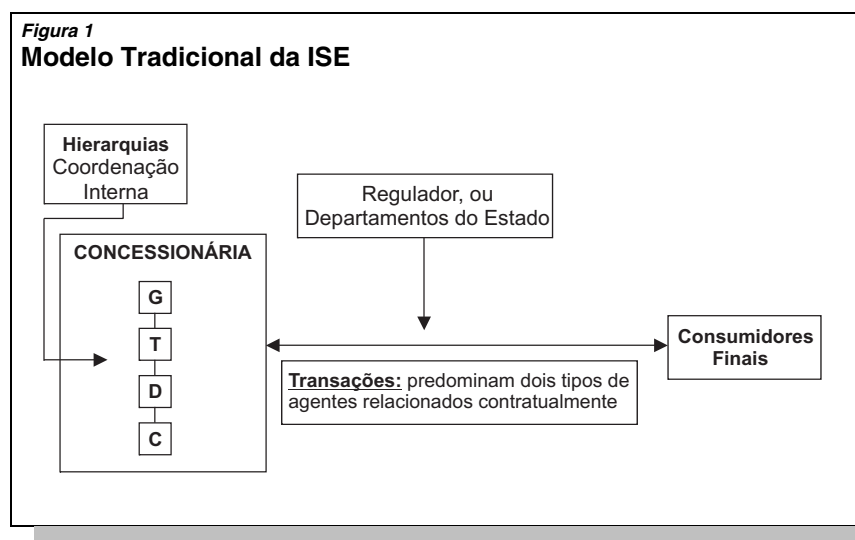 Figura 1
Modelo Tradicional da ISE
Hierarquias
Coordenação
Interna
Regulador, ou
Departamentos do Estado
CONCESSIONÁRIA
G
T
D
C
Consumidores
Finais
Transações: predominam dois tipos de
agentes relacionados contratualmente